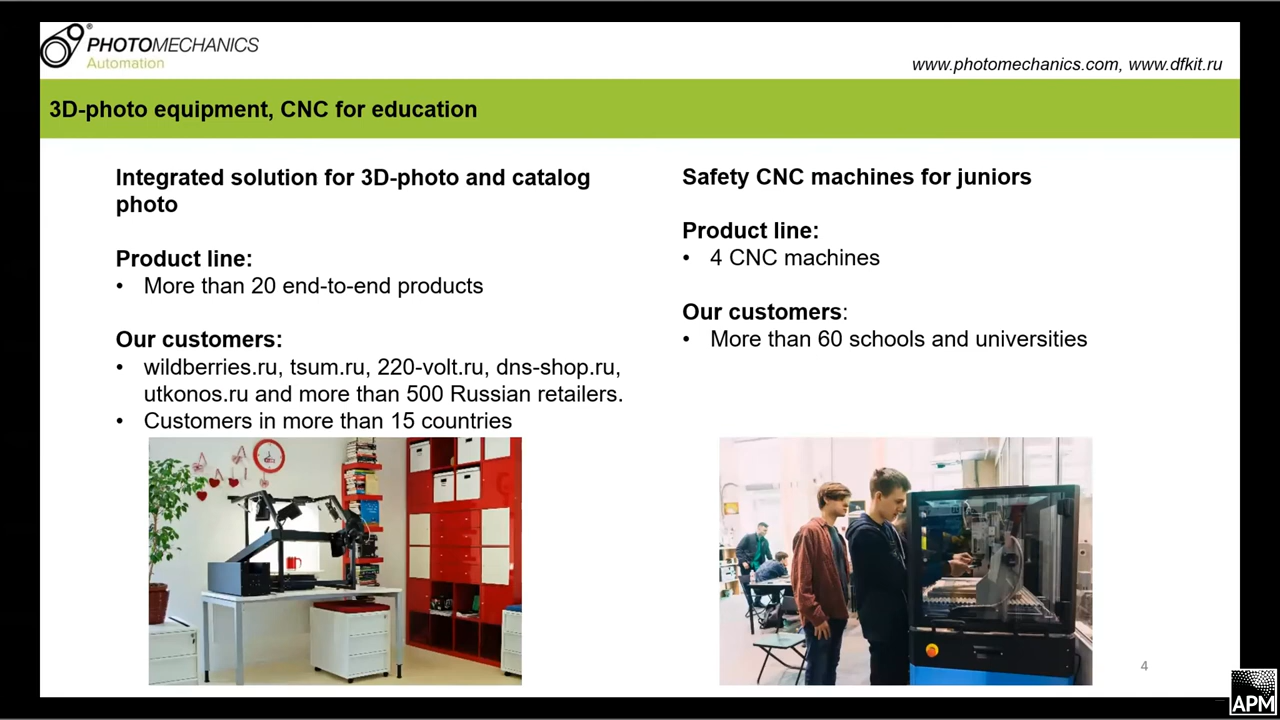 PHOTOMECHANICS®
Automation
www.photomechanics.com, www.dfkit.ru
3D-photo equipment, CNC for education
Integrated solution for 3D-photo and catalog
photo
Product line:
• More than 20 end-to-end products
Our customers:
• wildberries.ru, tsum.ru, 220-volt.ru, dns-shop.ru,
utkonos.ru and more than 500 Russian retailers.
• Customers in more than 15 countries
Safety CNC machines for juniors
Product line:
• 4 CNC machines
Our customers:
• More than 60 schools and universities
4
APM